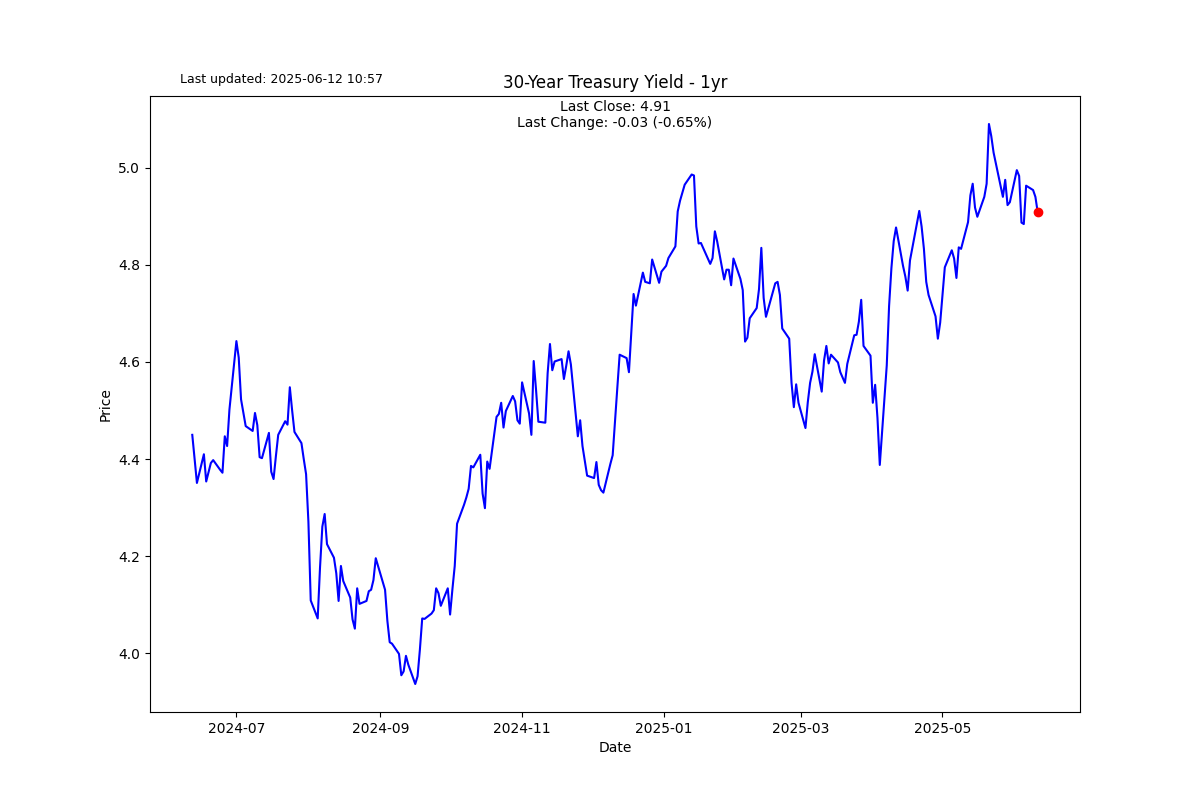 Last updated: 2025-06-12 10:57
30-Year Treasury Yield - 1yr
Last Close: 4.91
Last Change: -0.03 (-0.65%)
Price
5.0
4.8
4.6
4.4
4.2
4.0
2024-07 2024-09 2024-11 2025-01 2025-03 2025-05
Date